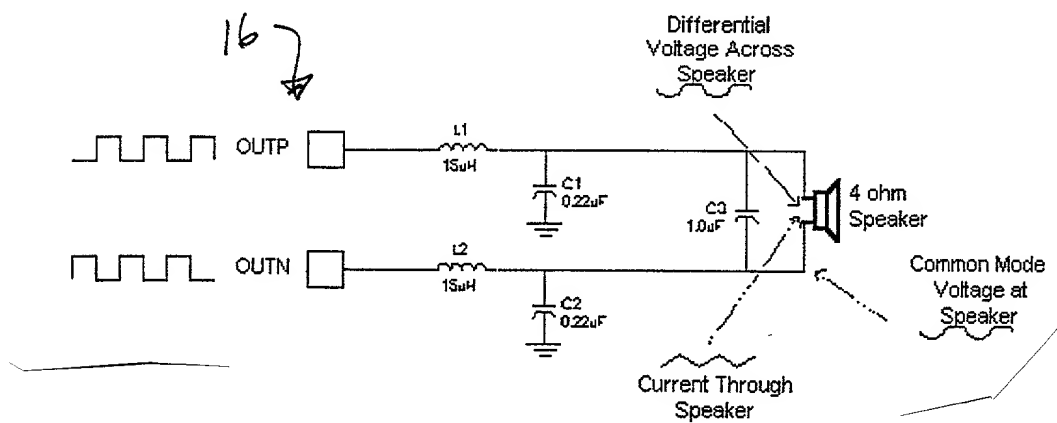 16
Differential
Voltage Across
Speaker
OUTP
L1
15uH
C1
0.22uF
C3
1.0uF
4 ohm
Speaker
OUTN
L2
15uH
C2
0.22uF
Common Mode
Voltage at
Speaker
Current Through
Speaker